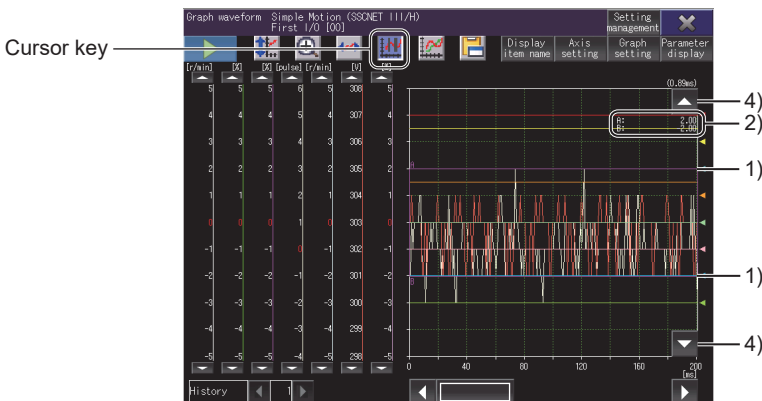 Graph waveform Simple Motion (SSCNET III/H)
First I/O [00]
Setting management
Cursor key
Display item name
Axis setting
Graph setting
Parameter display
[r/min] [%] [%] [pulse] [r/min] [V] [%]
(0.89ms)
5 5 5 6 5 308 5
4 4 4 5 4 307 4
3 3 3 4 3 306 3
2 2 2 3 2 305 2
1 1 1 2 1 304 1
0 0 0 1 0 303 0
-1 -1 -1 0 -1 302 -1
-2 -2 -2 -1 -2 301 -2
-3 -3 -3 -2 -3 300 -3
-4 -4 -4 -3 -4 299 -4
-5 -5 -5 -4 -5 298 -5
4)
A: 2.00
B: -2.00
2)
A
1)
B
1)
4)
0 40 80 120 160 200
[ms]
History 1